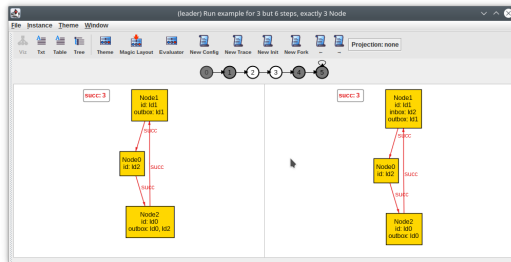 (leader) Run example for 3 but 6 steps, exactly 3 Node
File Instance Theme Window
Viz Txt Table Tree Theme Magic Layout Evaluator New Config New Trace New Init New Fork → → Projection: none
0 1 2 3 4 5
succ: 3
Node1
id: Id1
outbox: Id1
succ
Node0
id: Id2
succ
succ
Node2
id: Id0
outbox: Id0, Id2
succ: 3
Node1
id: Id1
inbox: Id2
outbox: Id1
succ
Node0
id: Id2
succ
succ
Node2
id: Id0
outbox: Id0